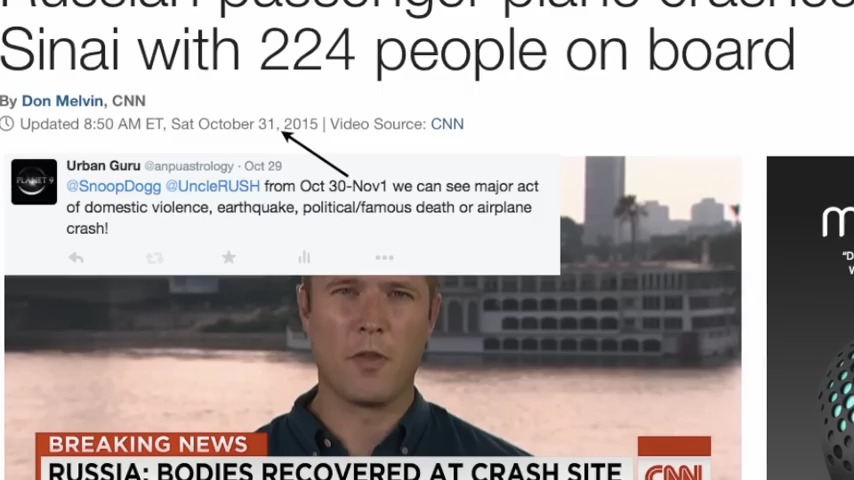 Russian passenger plane crashes
Sinai with 224 people on board
By Don Melvin, CNN
Updated 8:50 AM ET, Sat October 31, 2015 | Video Source: CNN
Urban Guru @anpuastrology · Oct 29
@SnoopDogg @UncleRUSH from Oct 30-Nov1 we can see major act
of domestic violence, earthquake, political/famous death or airplane
crash!
PLANET 9
BREAKING NEWS
RUSSIA: BODIES RECOVERED AT CRASH SITE
CNN
m
"D